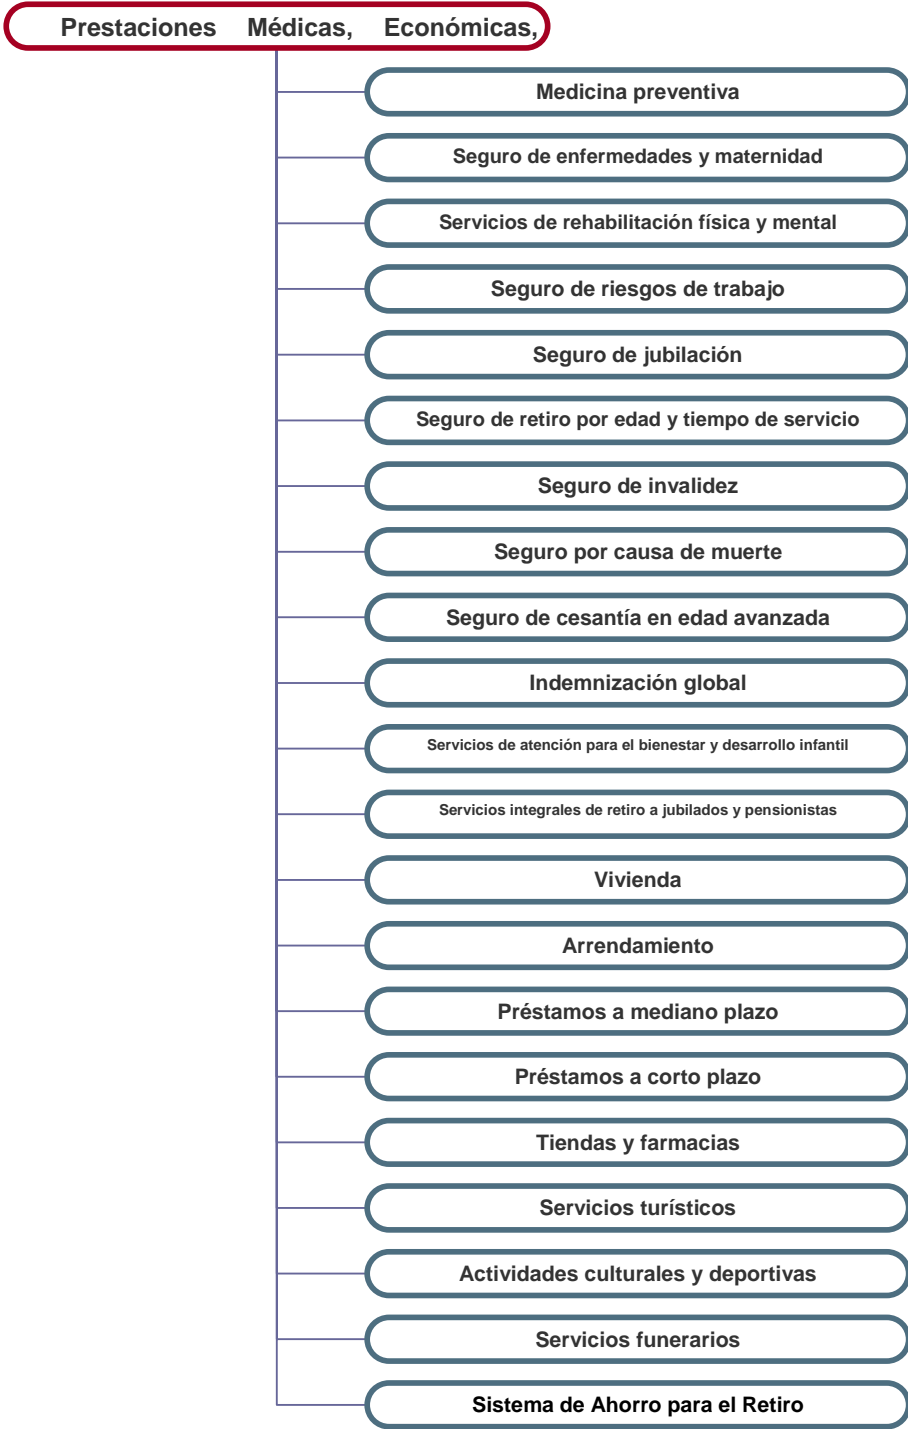 Prestaciones Médicas, Económicas,
Medicina preventiva
Seguro de enfermedades y maternidad
Servicios de rehabilitación física y mental
Seguro de riesgos de trabajo
Seguro de jubilación
Seguro de retiro por edad y tiempo de servicio
Seguro de invalidez
Seguro por causa de muerte
Seguro de cesantía en edad avanzada
Indemnización global
Servicios de atención para el bienestar y desarrollo infantil
Servicios integrales de retiro a jubilados y pensionistas
Vivienda
Arrendamiento
Préstamos a mediano plazo
Préstamos a corto plazo
Tiendas y farmacias
Servicios turísticos
Actividades culturales y deportivas
Servicios funerarios
Sistema de Ahorro para el Retiro